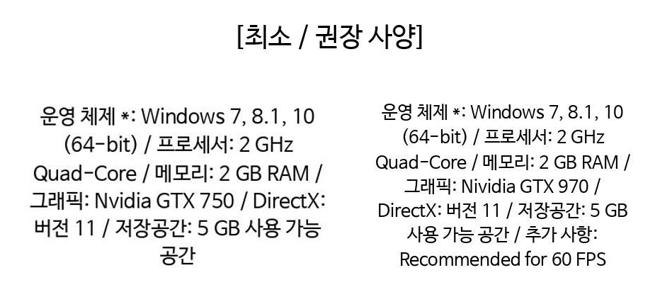 [최소 / 권장 사양]
운영 체제 *: Windows 7, 8.1, 10
(64-bit) / 프로세서: 2 GHz
Quad-Core / 메모리: 2 GB RAM /
그래픽: Nvidia GTX 750 / DirectX:
버전 11 / 저장공간: 5 GB 사용 가능
공간
운영 체제 *: Windows 7, 8.1, 10
(64-bit) / 프로세서: 2 GHz
Quad-Core / 메모리: 2 GB RAM /
그래픽: Nividia GTX 970 /
DirectX: 버전 11 / 저장공간: 5 GB
사용 가능 공간 / 추가 사항:
Recommended for 60 FPS